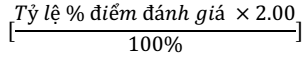 [Tỷ lệ % điểm đánh giá × 2.00
100%]